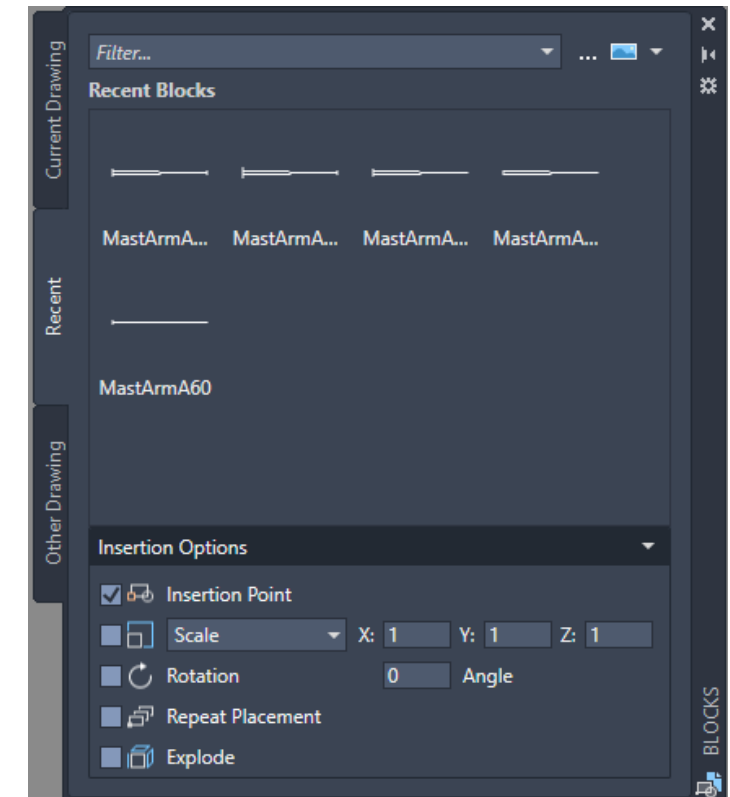 Current Drawing
Recent
Other Drawing
Filter...
...
Recent Blocks
MastArmA... MastArmA... MastArmA... MastArmA...
MastArmA60
Insertion Options
Insertion Point
Scale X: 1 Y: 1 Z: 1
Rotation 0 Angle
Repeat Placement
Explode
BLOCKS